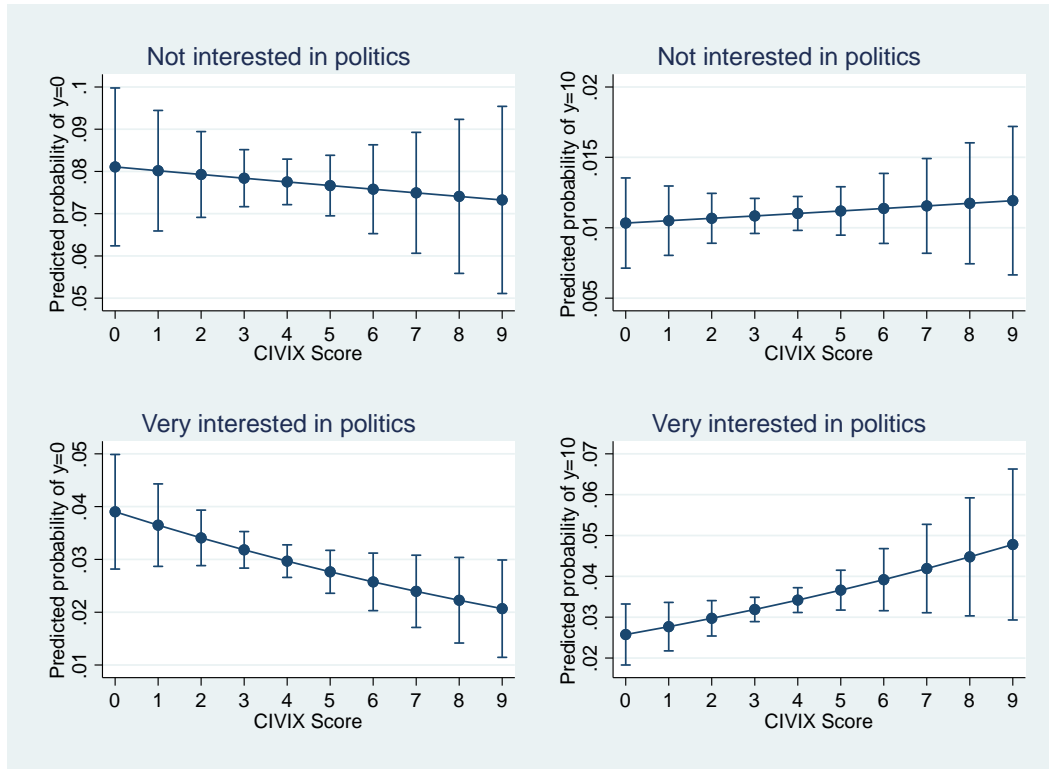 Not interested in politics
Predicted probability of y=0
.1
.09
.08
.07
.06
.05
0 1 2 3 4 5 6 7 8 9
CIVIX Score
Not interested in politics
Predicted probability of y=10
.02
.015
.01
.005
0 1 2 3 4 5 6 7 8 9
CIVIX Score
Very interested in politics
Predicted probability of y=0
.05
.04
.03
.02
.01
0 1 2 3 4 5 6 7 8 9
CIVIX Score
Very interested in politics
Predicted probability of y=10
.07
.06
.05
.04
.03
.02
0 1 2 3 4 5 6 7 8 9
CIVIX Score